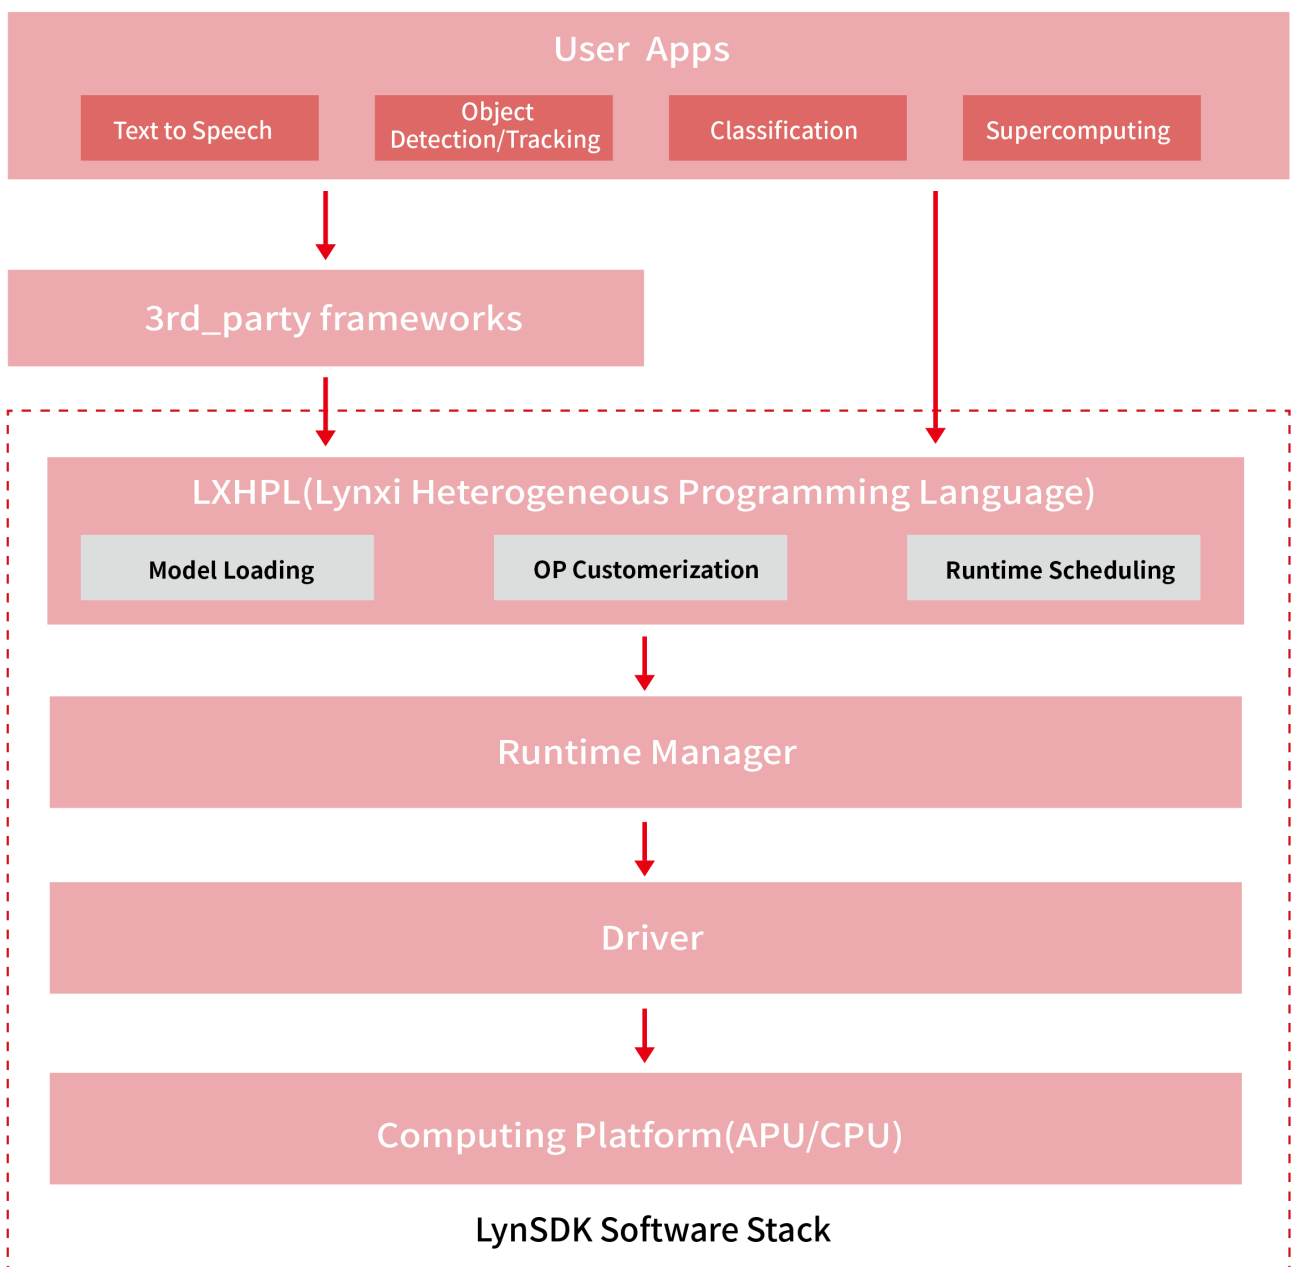 User Apps
Text to Speech
Object
Detection/Tracking
Classification
Supercomputing
3rd_party frameworks
LXHPL(Lynxi Heterogeneous Programming Language)
Model Loading
OP Customerization
Runtime Scheduling
Runtime Manager
Driver
Computing Platform(APU/CPU)
LynSDK Software Stack